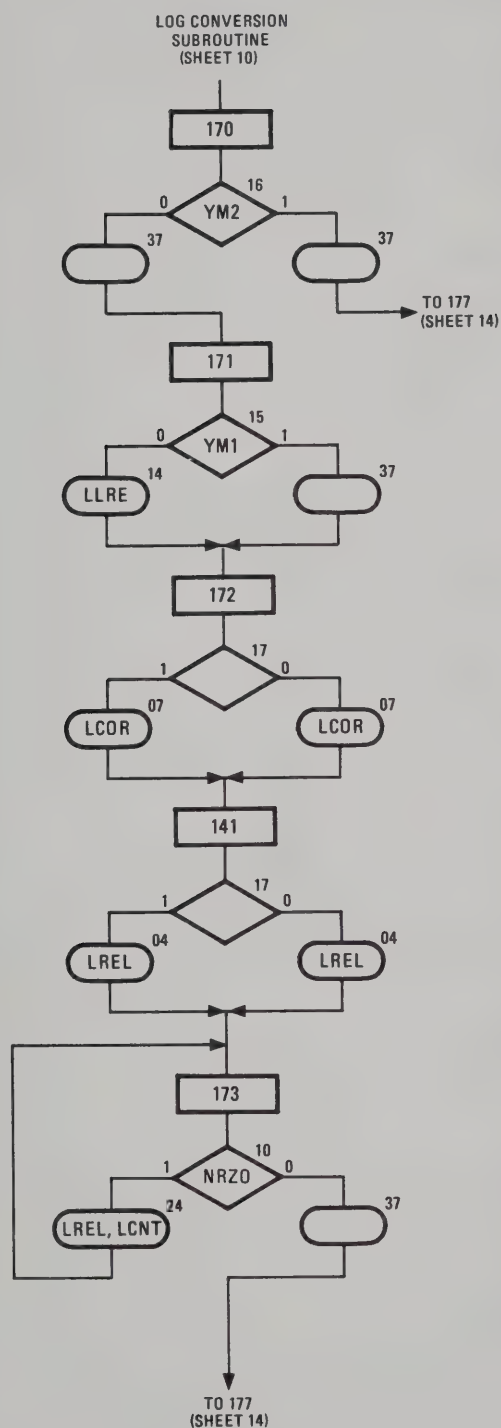 LOG CONVERSION
SUBROUTINE
(SHEET 10)
170
16
0 YM2 1
37 37
TO 177
(SHEET 14)
171
15
0 YM1 1
14 37
LLRE
172
17
1 0
07 07
LCOR LCOR
141
17
1 0
04 04
LREL LREL
173
10
1 NRZO 0
24 37
LREL, LCNT
TO 177
(SHEET 14)